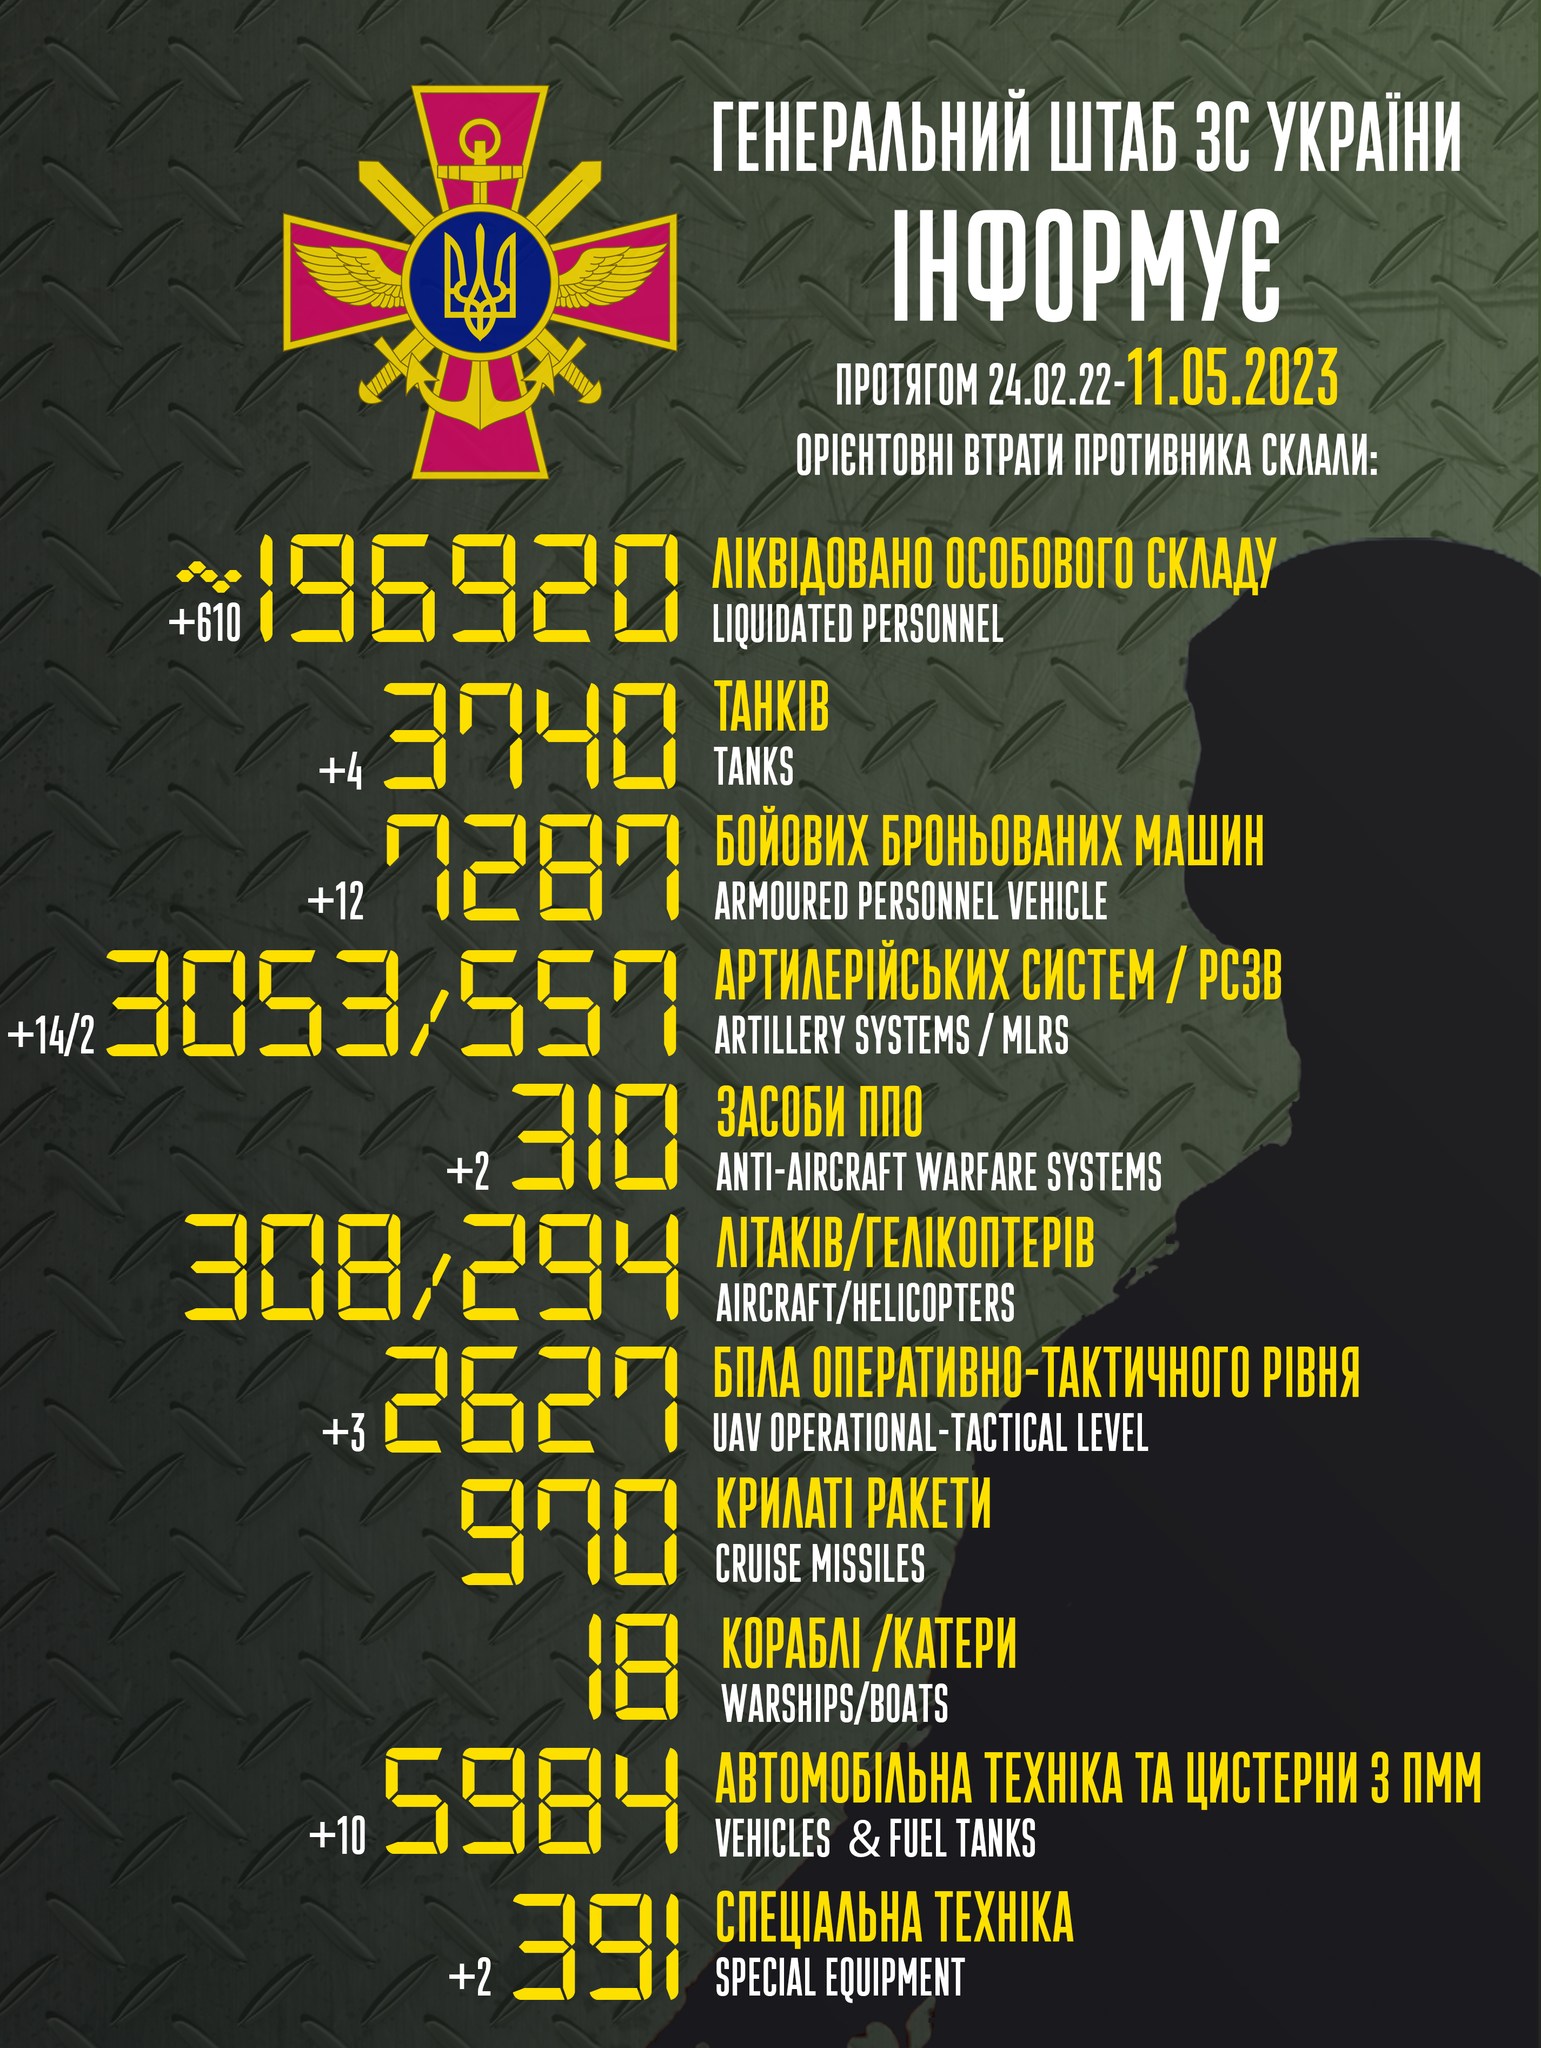 ГЕНЕРАЛЬНИЙ ШТАБ ЗС УКРАЇНИ
ІНФОРМУЄ
ПРОТЯГОМ 24.02.22-11.05.2023
ОРІЄНТОВНІ ВТРАТИ ПРОТИВНИКА СКЛАЛИ:
~196920 ЛІКВІДОВАНО ОСОБОВОГО СКЛАДУ
+610 LIQUIDATED PERSONNEL
3740 ТАНКІВ
+4 TANKS
7287 БОЙОВИХ БРОНЬОВАНИХ МАШИН
+12 ARMOURED PERSONNEL VEHICLE
3053/557 АРТИЛЕРІЙСЬКИХ СИСТЕМ / РСЗВ
+14/2 ARTILLERY SYSTEMS / MLRS
310 ЗАСОБИ ППО
+2 ANTI-AIRCRAFT WARFARE SYSTEMS
308/294 ЛІТАКІВ/ГЕЛІКОПТЕРІВ
AIRCRAFT/HELICOPTERS
2627 БПЛА ОПЕРАТИВНО-ТАКТИЧНОГО РІВНЯ
+3 UAV OPERATIONAL-TACTICAL LEVEL
970 КРИЛАТІ РАКЕТИ
CRUISE MISSILES
18 КОРАБЛІ /КАТЕРИ
WARSHIPS/BOATS
5984 АВТОМОБІЛЬНА ТЕХНІКА ТА ЦИСТЕРНИ З ПММ
+10 VEHICLES & FUEL TANKS
391 СПЕЦІАЛЬНА ТЕХНІКА
+2 SPECIAL EQUIPMENT